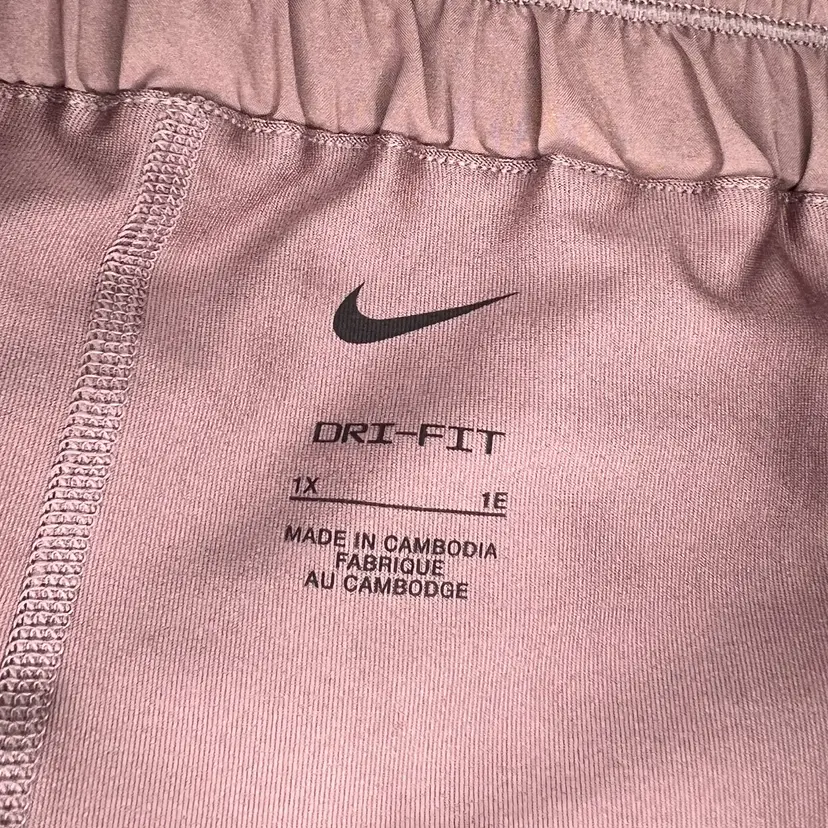 DRI-FIT
1X 1E
MADE IN CAMBODIA
FABRIQUE
AU CAMBODGE